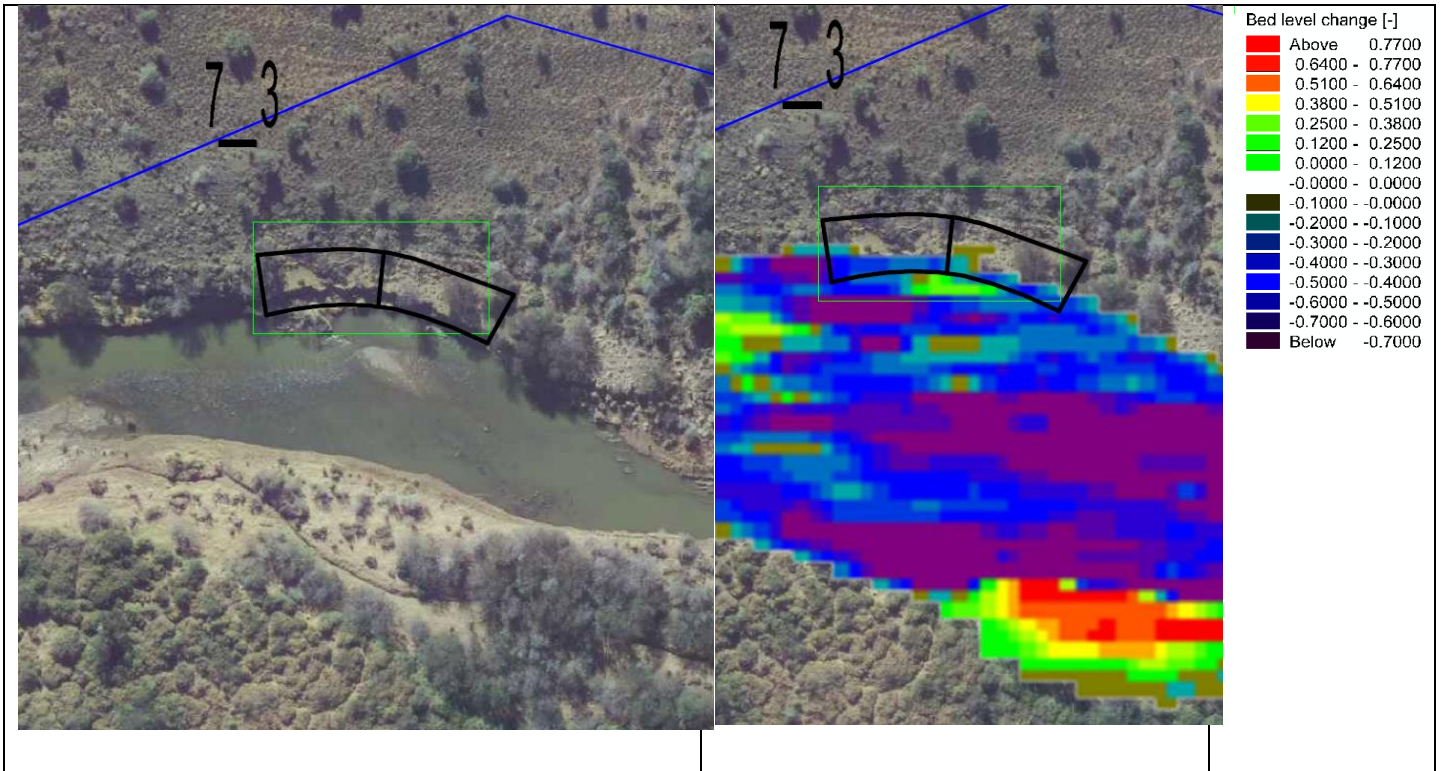 7_3
7_3
Bed level change [-]
Above 0.7700
0.6400 - 0.7700
0.5100 - 0.6400
0.3800 - 0.5100
0.2500 - 0.3800
0.1200 - 0.2500
0.0000 - 0.1200
-0.0000 - 0.0000
-0.1000 - -0.0000
-0.2000 - -0.1000
-0.3000 - -0.2000
-0.4000 - -0.3000
-0.5000 - -0.4000
-0.6000 - -0.5000
-0.7000 - -0.6000
Below -0.7000